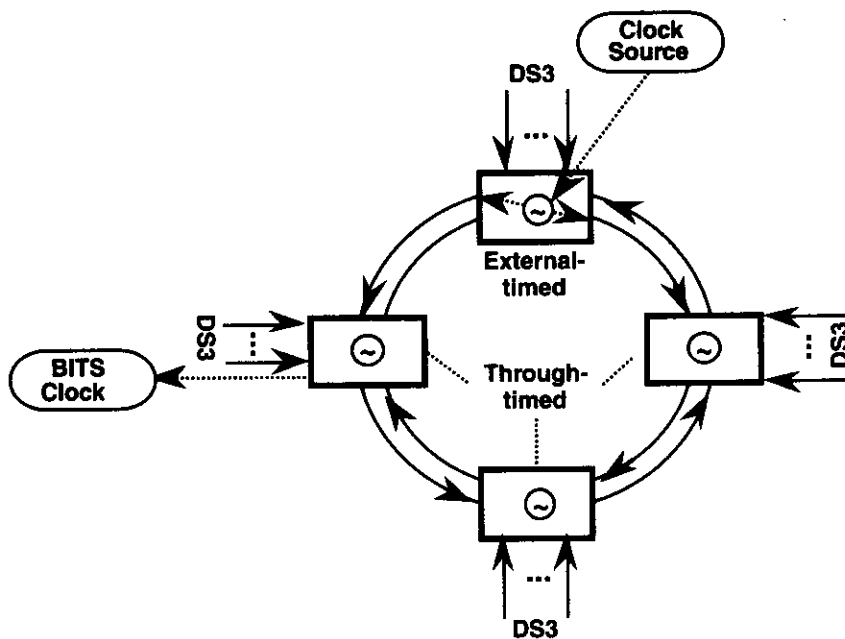 Clock
Source
DS3
...
~
External-
timed
DS3
...
~
~
...
DS3
BITS
Clock
Through-
timed
~
...
DS3